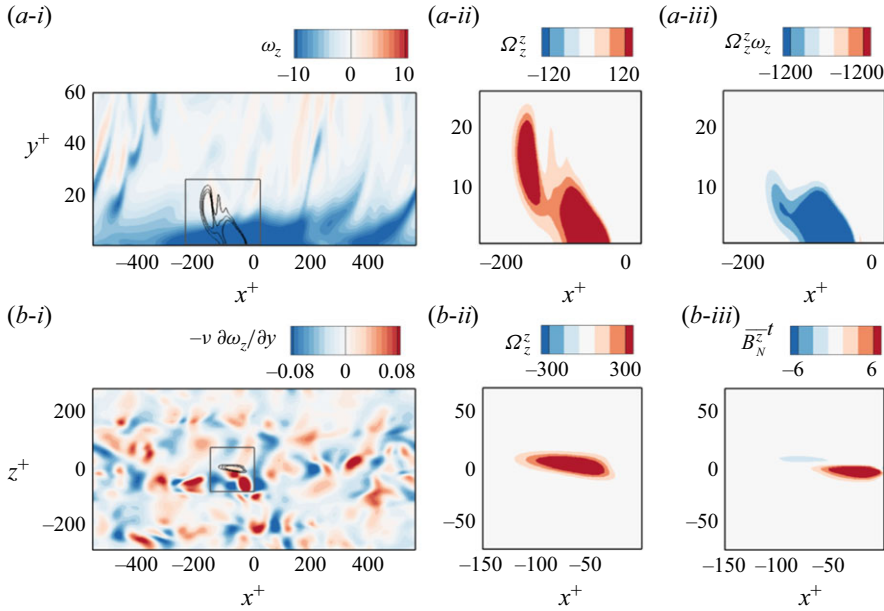 (a-i) (a-ii) (a-iii)
ω_z
−10 0 10
Ω_z^z
−120 120
Ω_z^z ω_z
−1200 −1200
60
40
20
y⁺
−400 −200 0 200 400
x⁺
20
10
−200 0
x⁺
20
10
−200 0
x⁺
(b-i) (b-ii) (b-iii)
−ν ∂ω_z/∂y
−0.08 0 0.08
Ω_z^z
−300 300
\overline{B_N^z}^t
−6 6
200
0
−200
z⁺
−400 −200 0 200 400
x⁺
50
0
−50
−150 −100 −50
x⁺
50
0
−50
−150 −100 −50
x⁺